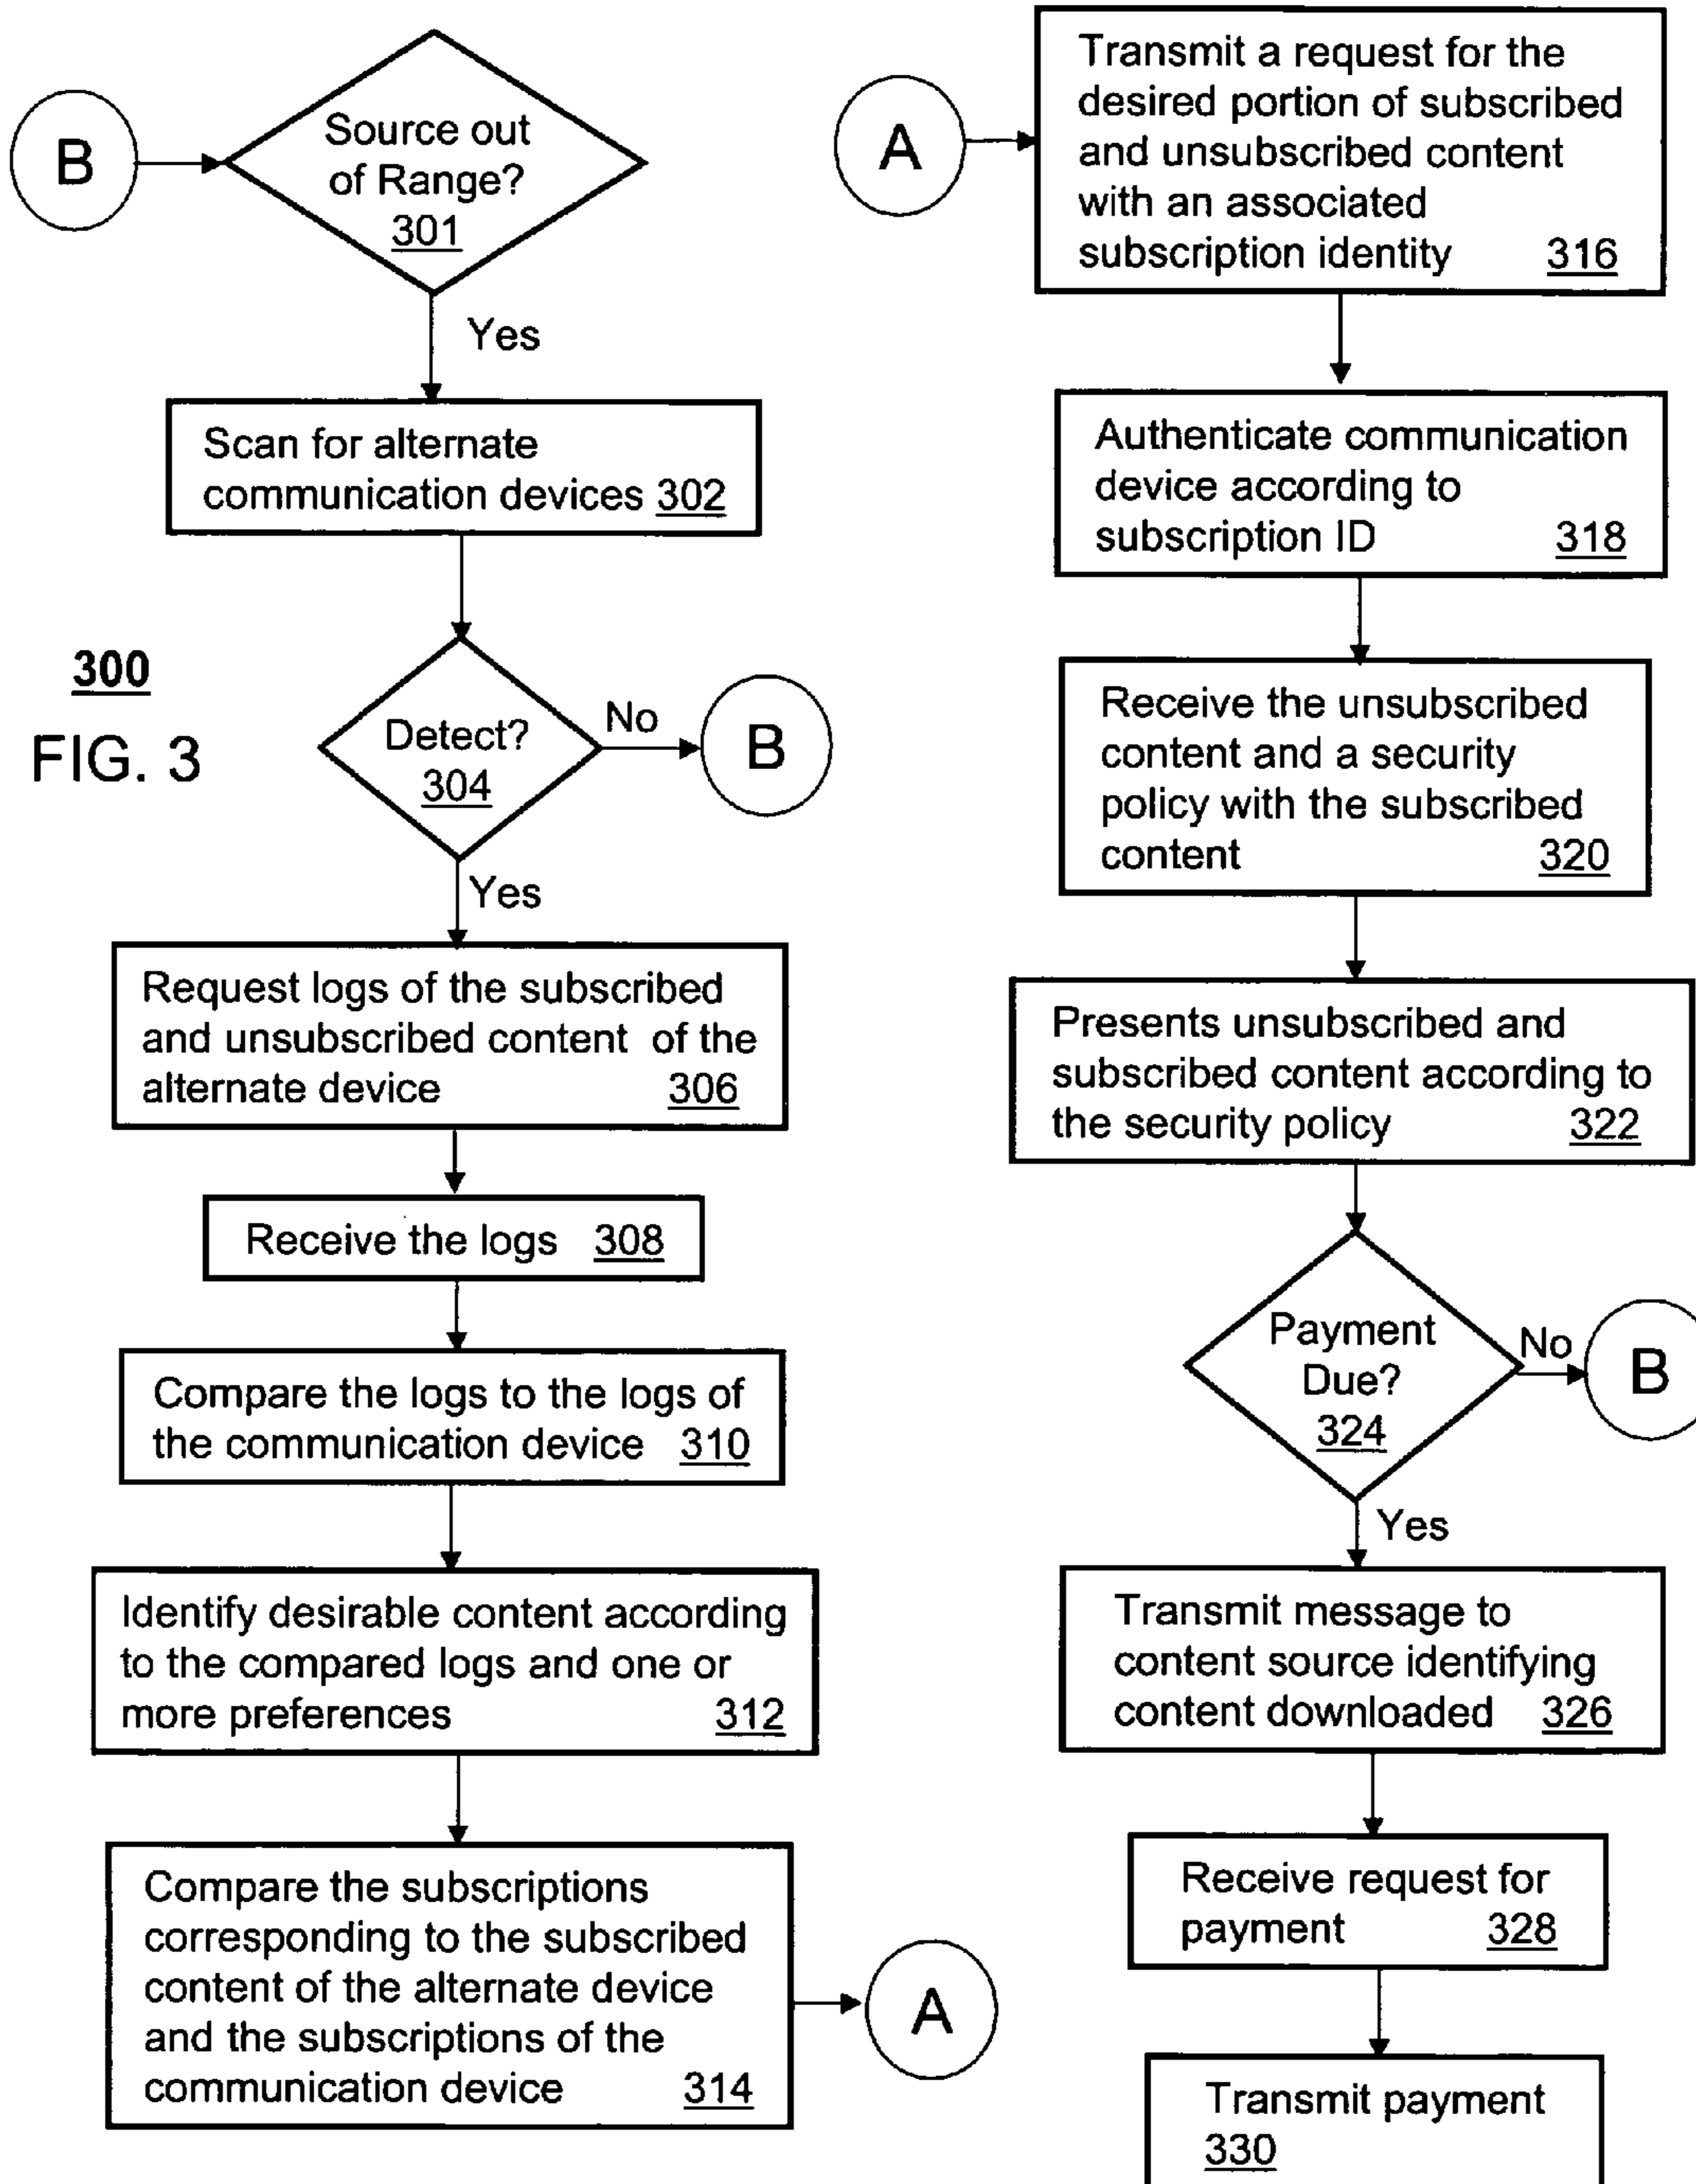 B
Source out
of Range?
301
Yes
Scan for alternate
communication devices 302
300
FIG. 3
Detect?
304
No
B
Yes
Request logs of the subscribed
and unsubscribed content of the
alternate device 306
Receive the logs 308
Compare the logs to the logs of
the communication device 310
Identify desirable content according
to the compared logs and one or
more preferences 312
Compare the subscriptions
corresponding to the subscribed
content of the alternate device
and the subscriptions of the
communication device 314
A
A
Transmit a request for the
desired portion of subscribed
and unsubscribed content
with an associated
subscription identity 316
Authenticate communication
device according to
subscription ID 318
Receive the unsubscribed
content and a security
policy with the subscribed
content 320
Presents unsubscribed and
subscribed content according to
the security policy 322
Payment
Due?
324
No
B
Yes
Transmit message to
content source identifying
content downloaded 326
Receive request for
payment 328
Transmit payment
330